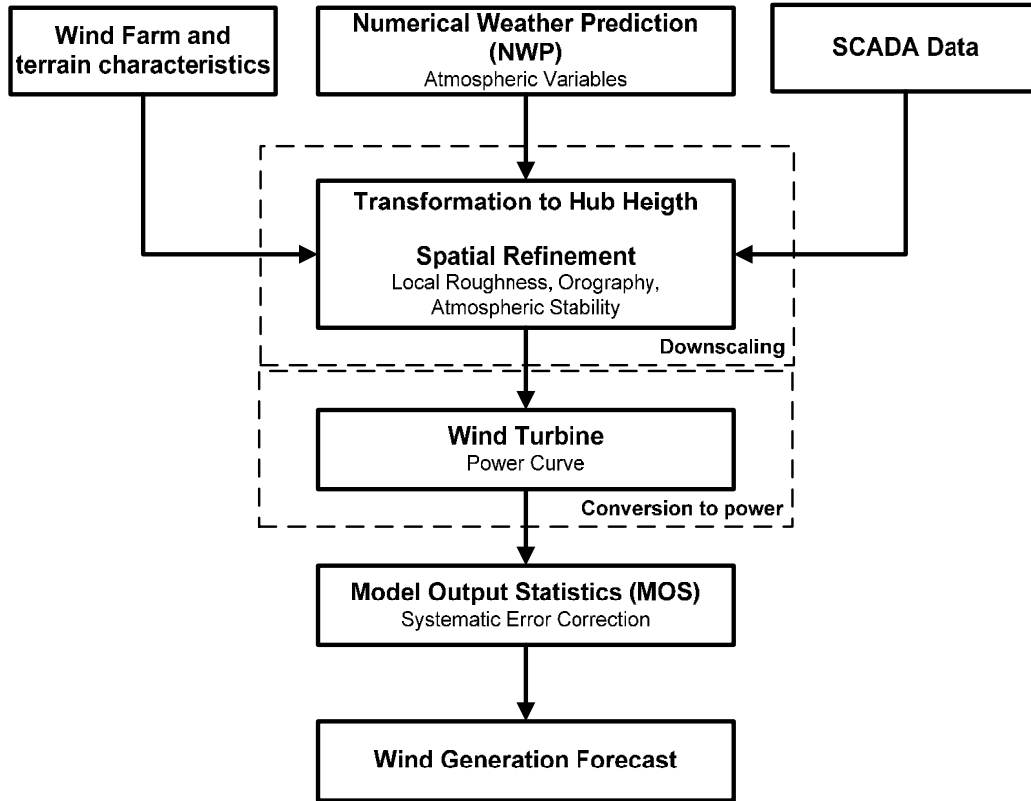 Wind Farm and
terrain characteristics
Numerical Weather Prediction
(NWP)
Atmospheric Variables
SCADA Data
Transformation to Hub Heigth
Spatial Refinement
Local Roughness, Orography,
Atmospheric Stability
Downscaling
Wind Turbine
Power Curve
Conversion to power
Model Output Statistics (MOS)
Systematic Error Correction
Wind Generation Forecast